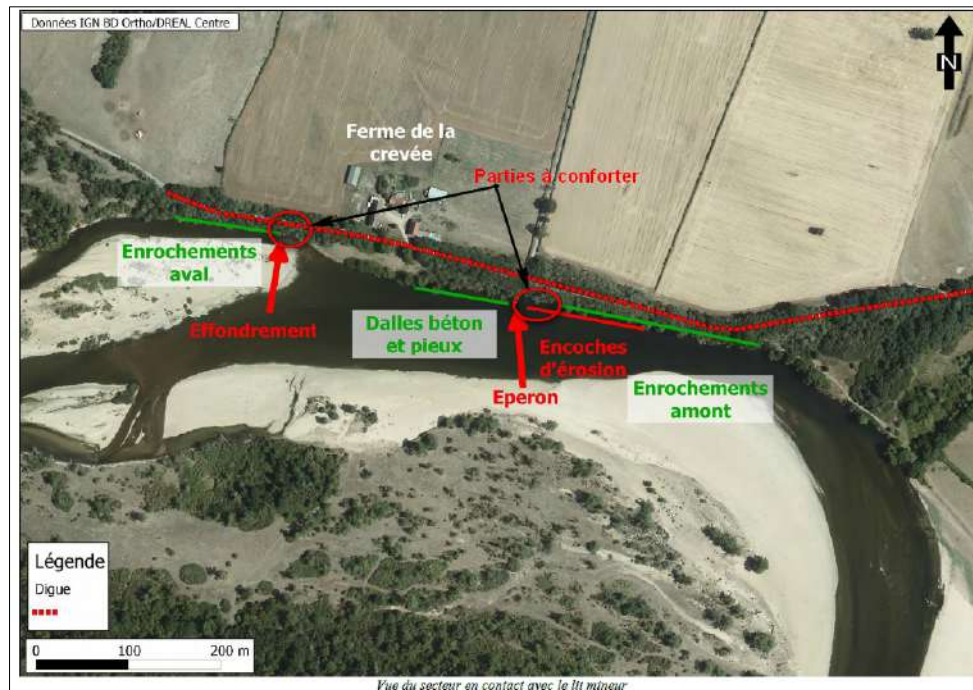 Données IGN BD Ortho/DREAL Centre
N
Ferme de la
crevée
Parties à conforter
Enrochements
aval
Effondrement
Dalles béton
et pieux
Encoches
d'érosion
Eperon
Enrochements
amont
Légende
Digue
0 100 200 m
Vue du secteur en contact avec le lit mineur